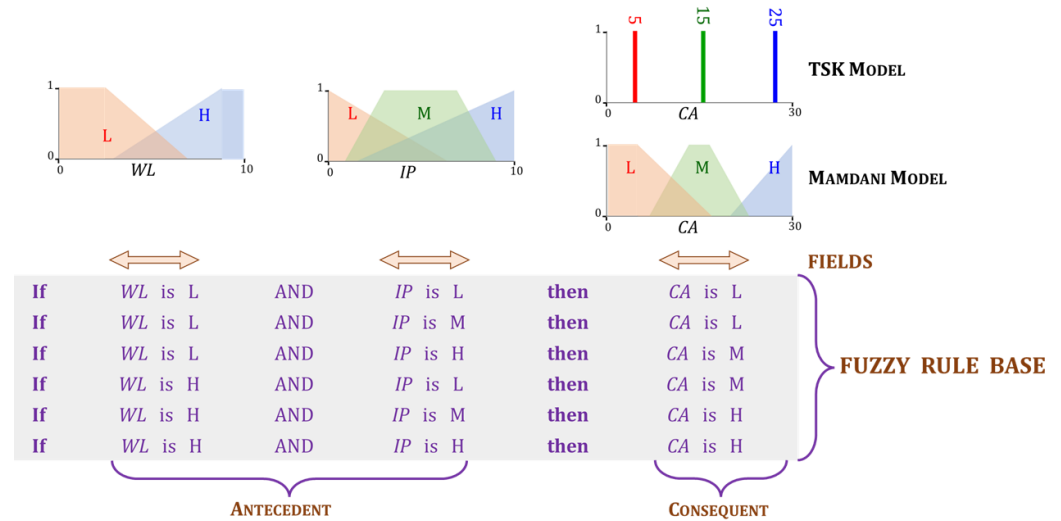 5 15 25
1
0
CA
30
TSK MODEL
1
L
H
0
0
WL
10
1
L
M
H
0
0
IP
10
1
L
M
H
0
0
CA
30
MAMDANI MODEL
FIELDS
If WL is L AND IP is L then CA is L
If WL is L AND IP is M then CA is L
If WL is L AND IP is H then CA is M
If WL is H AND IP is L then CA is M
If WL is H AND IP is M then CA is H
If WL is H AND IP is H then CA is H
FUZZY RULE BASE
ANTECEDENT
CONSEQUENT